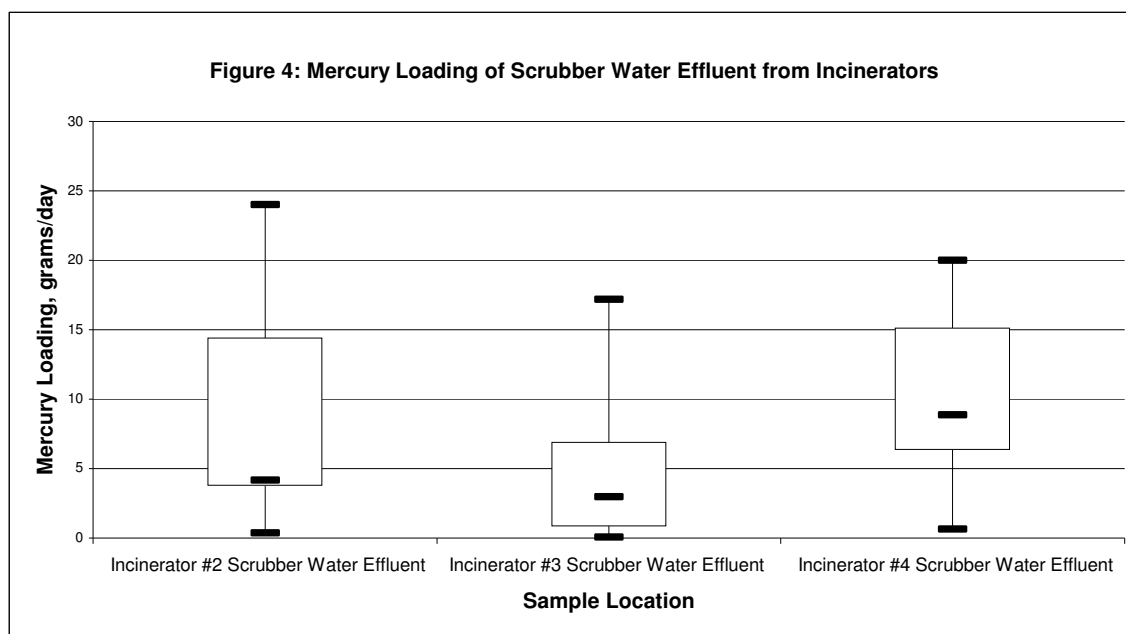 Figure 4: Mercury Loading of Scrubber Water Effluent from Incinerators
Mercury Loading, grams/day
30
25
20
15
10
5
0
Incinerator #2 Scrubber Water Effluent
Incinerator #3 Scrubber Water Effluent
Incinerator #4 Scrubber Water Effluent
Sample Location